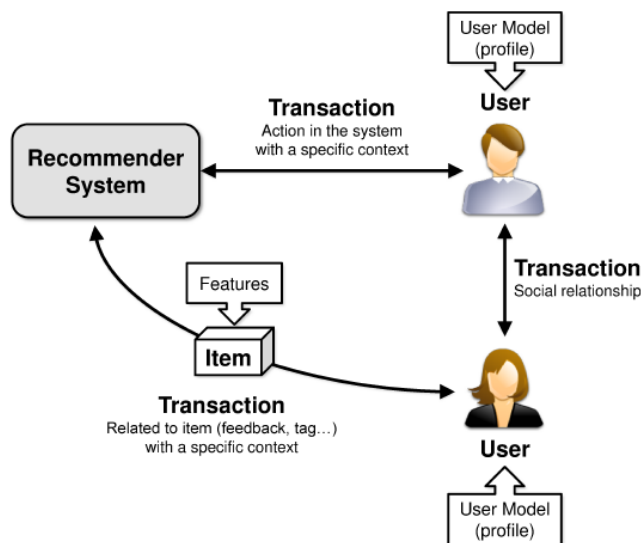 User Model
(profile)
User
Transaction
Action in the system
with a specific context
Recommender
System
Transaction
Social relationship
Features
Item
Transaction
Related to item (feedback, tag...)
with a specific context
User
User Model
(profile)